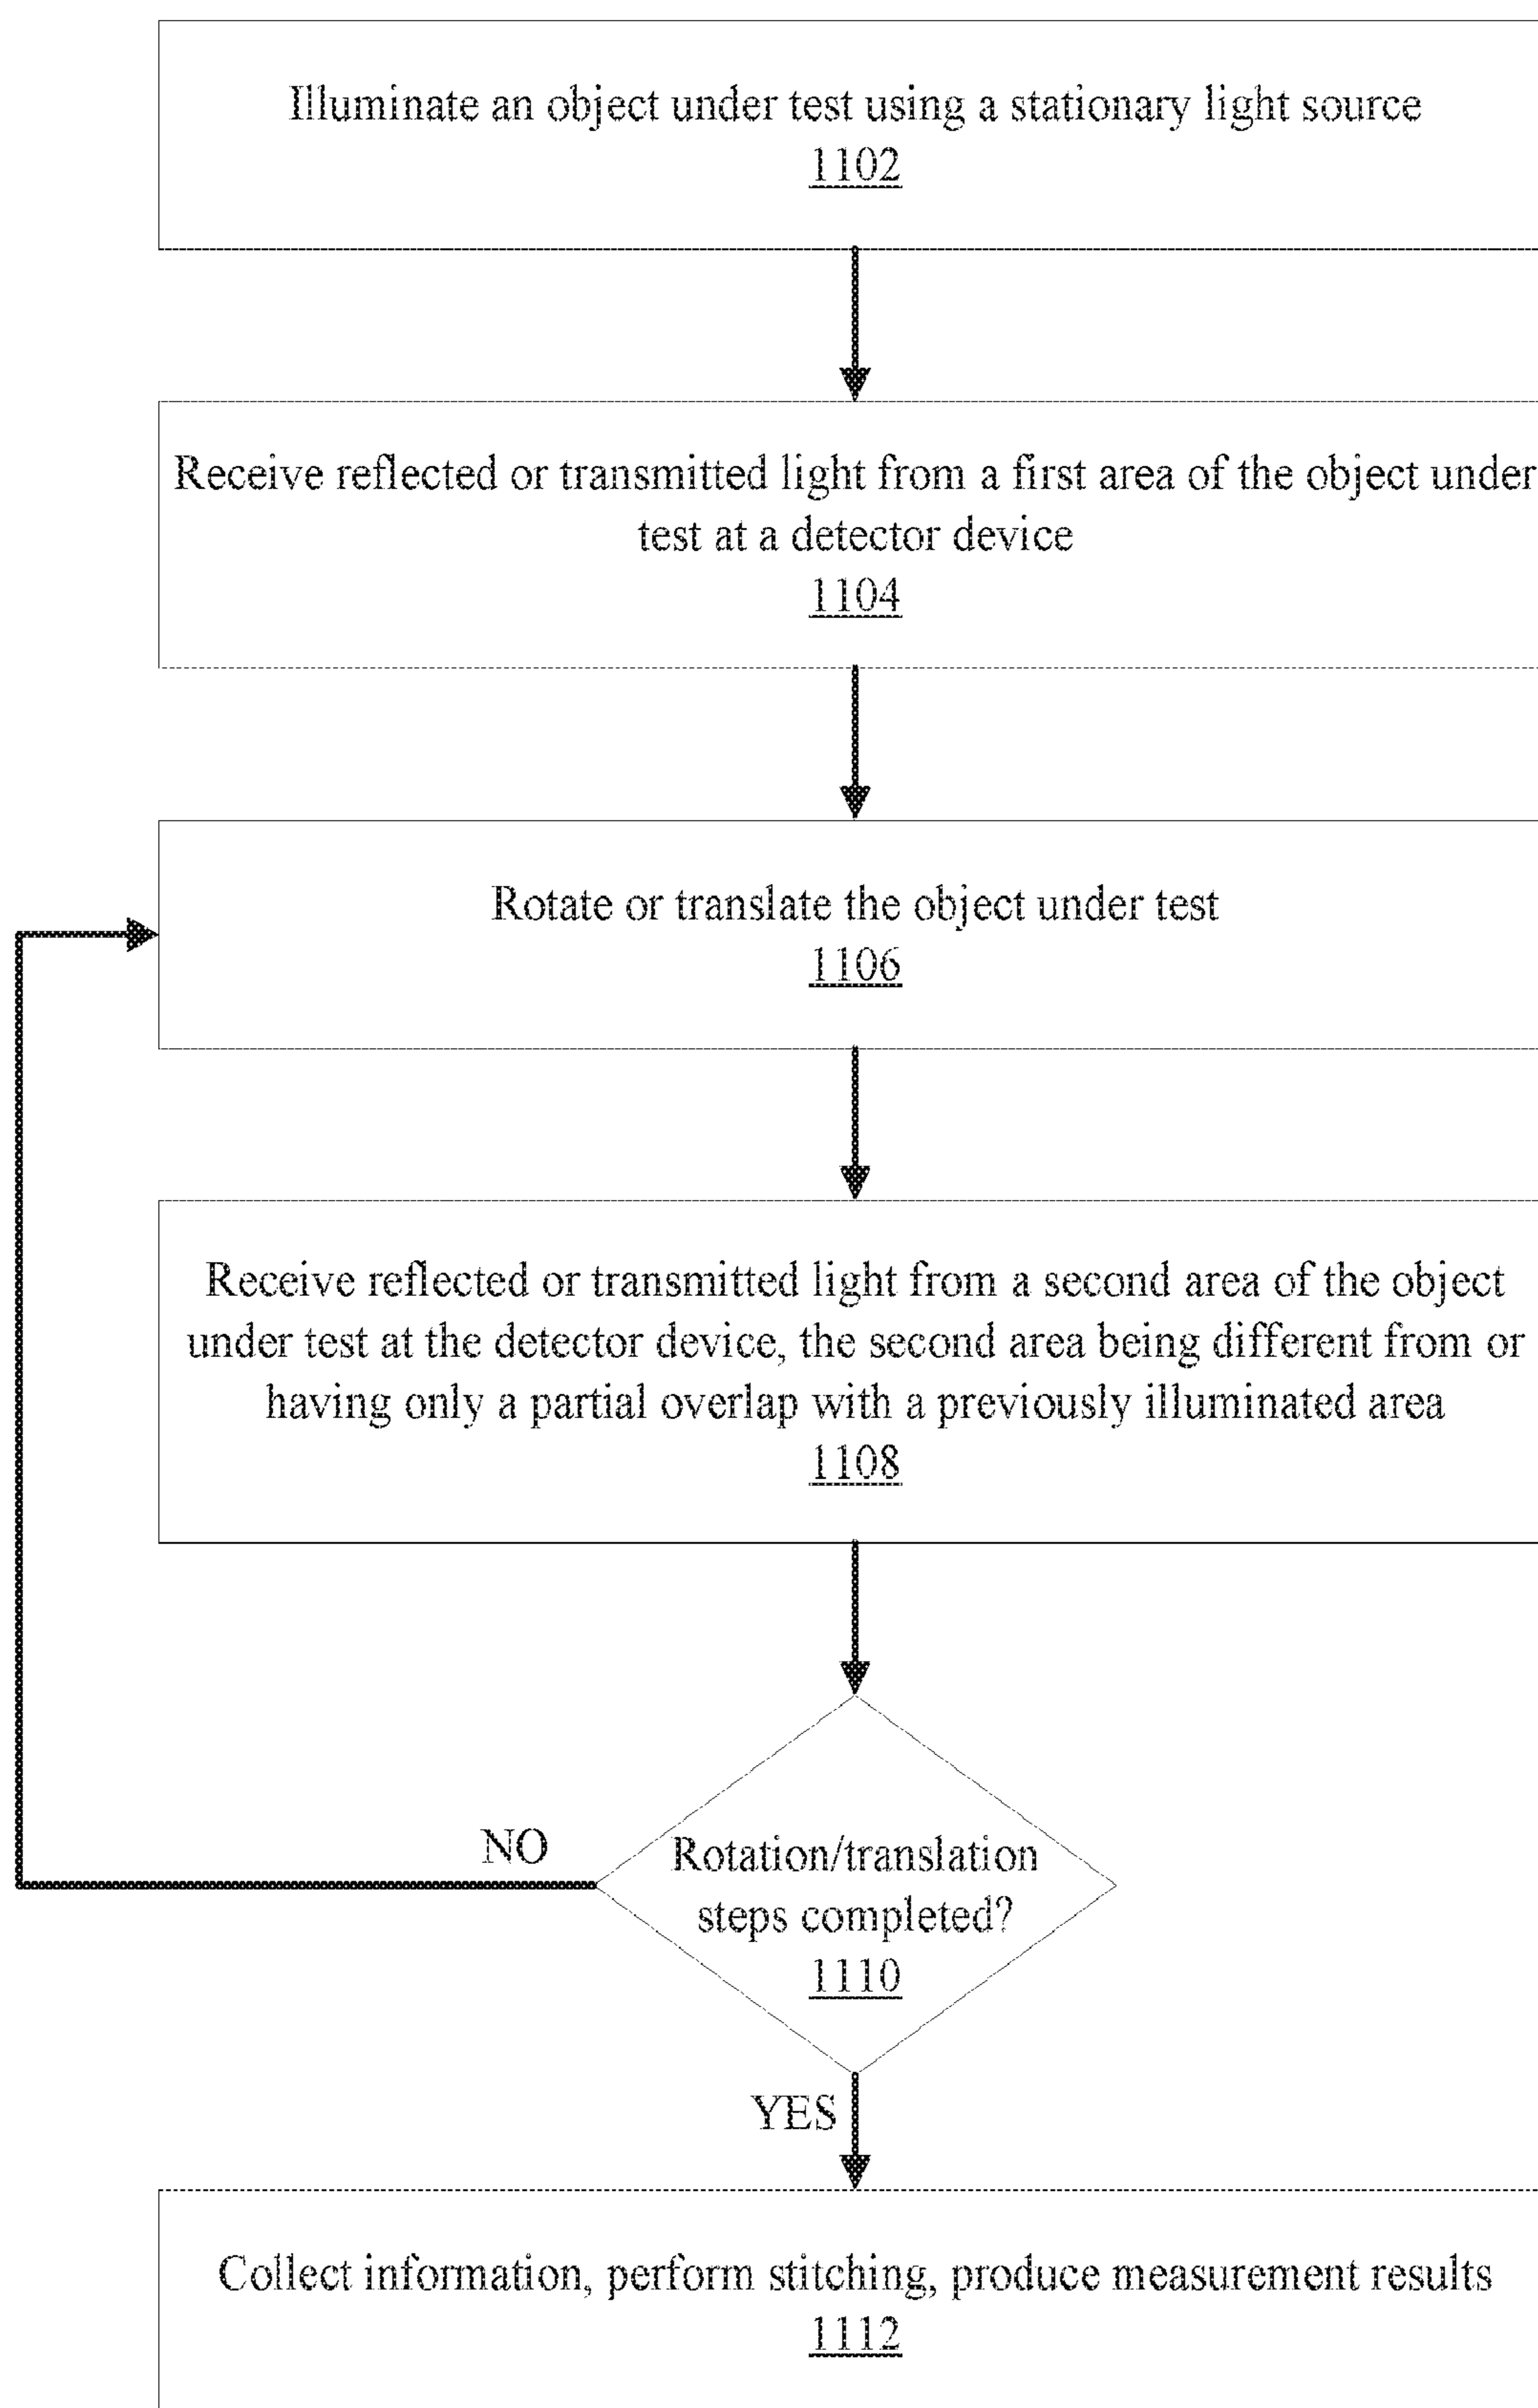 Illuminate an object under test using a stationary light source
1102
Receive reflected or transmitted light from a first area of the object under
test at a detector device
1104
Rotate or translate the object under test
1106
Receive reflected or transmitted light from a second area of the object
under test at the detector device, the second area being different from or
having only a partial overlap with a previously illuminated area
1108
NO
Rotation/translation
steps completed?
1110
YES
Collect information, perform stitching, produce measurement results
1112